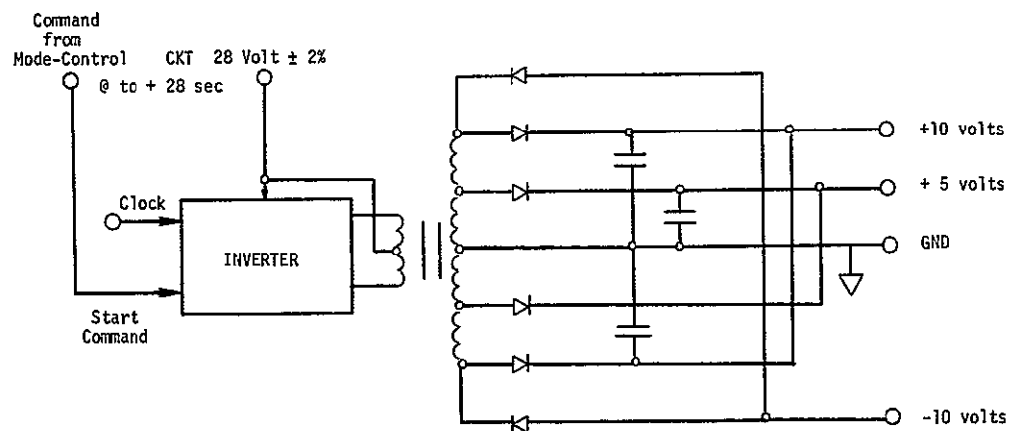 Command
from
Mode-Control CKT 28 Volt ± 2%
@ to + 28 sec
+10 volts
+ 5 volts
Clock
GND
INVERTER
Start
Command
-10 volts